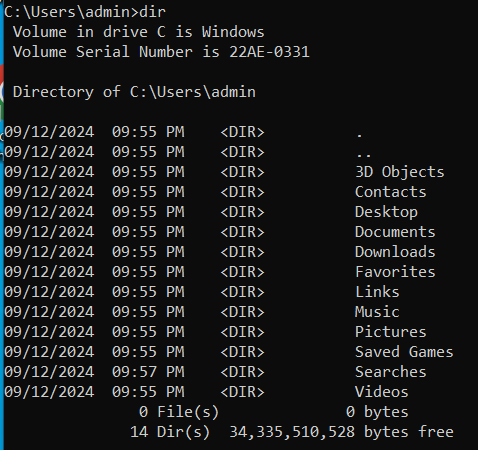 C:\Users\admin>dir
 Volume in drive C is Windows
 Volume Serial Number is 22AE-0331

 Directory of C:\Users\admin

09/12/2024  09:55 PM    <DIR>          .
09/12/2024  09:55 PM    <DIR>          ..
09/12/2024  09:55 PM    <DIR>          3D Objects
09/12/2024  09:55 PM    <DIR>          Contacts
09/12/2024  09:55 PM    <DIR>          Desktop
09/12/2024  09:55 PM    <DIR>          Documents
09/12/2024  09:55 PM    <DIR>          Downloads
09/12/2024  09:55 PM    <DIR>          Favorites
09/12/2024  09:55 PM    <DIR>          Links
09/12/2024  09:55 PM    <DIR>          Music
09/12/2024  09:55 PM    <DIR>          Pictures
09/12/2024  09:55 PM    <DIR>          Saved Games
09/12/2024  09:57 PM    <DIR>          Searches
09/12/2024  09:55 PM    <DIR>          Videos
               0 File(s)              0 bytes
              14 Dir(s)  34,335,510,528 bytes free